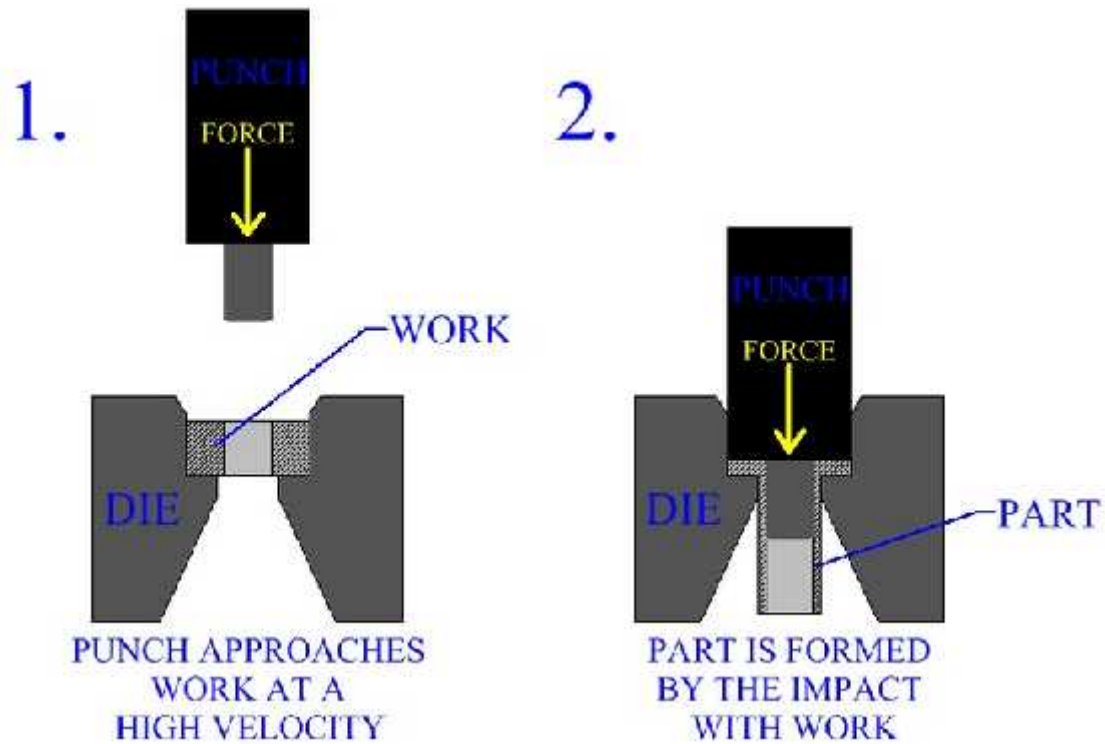 1.
PUNCH
FORCE
WORK
DIE
PUNCH APPROACHES
WORK AT A
HIGH VELOCITY
2.
PUNCH
FORCE
DIE
PART
PART IS FORMED
BY THE IMPACT
WITH WORK